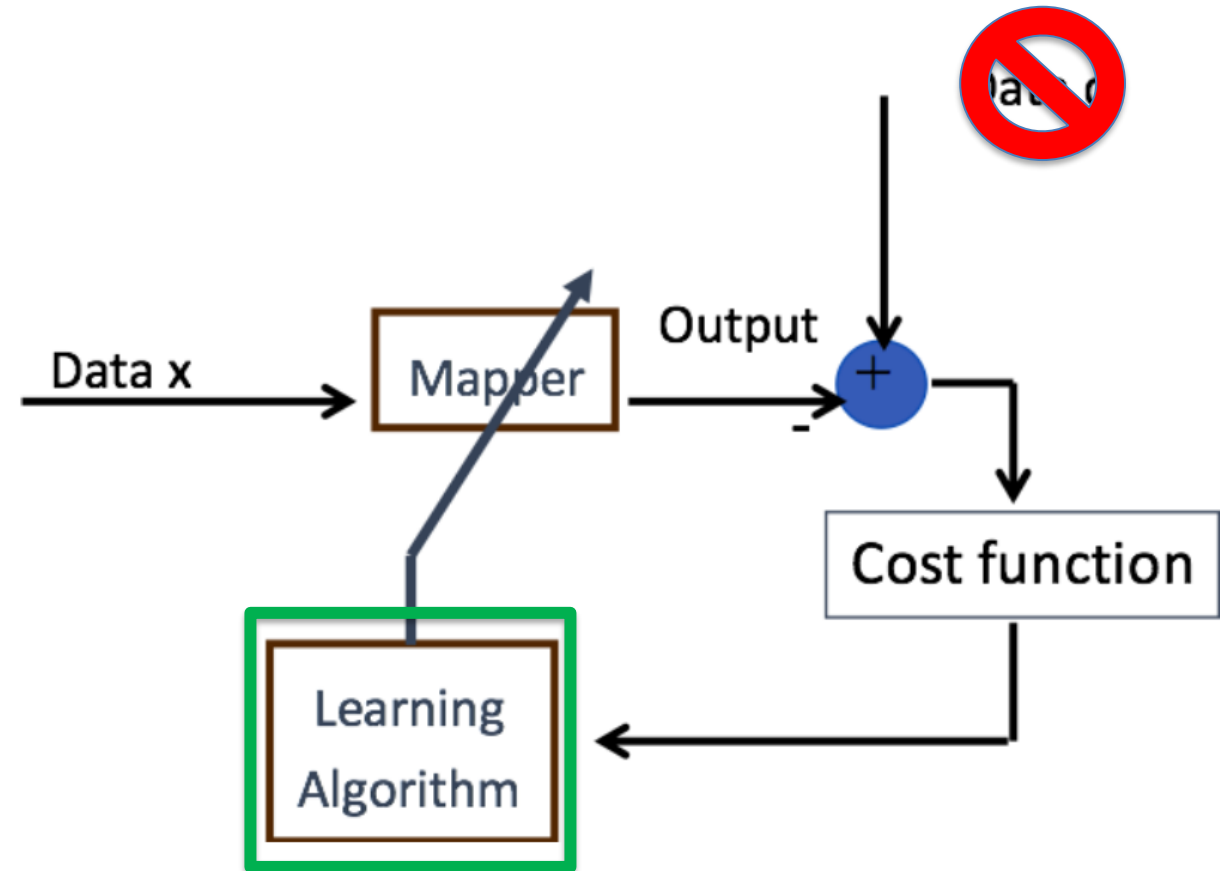 Output
Data x
Mapper
+
-
Cost function
Learning
Algorithm